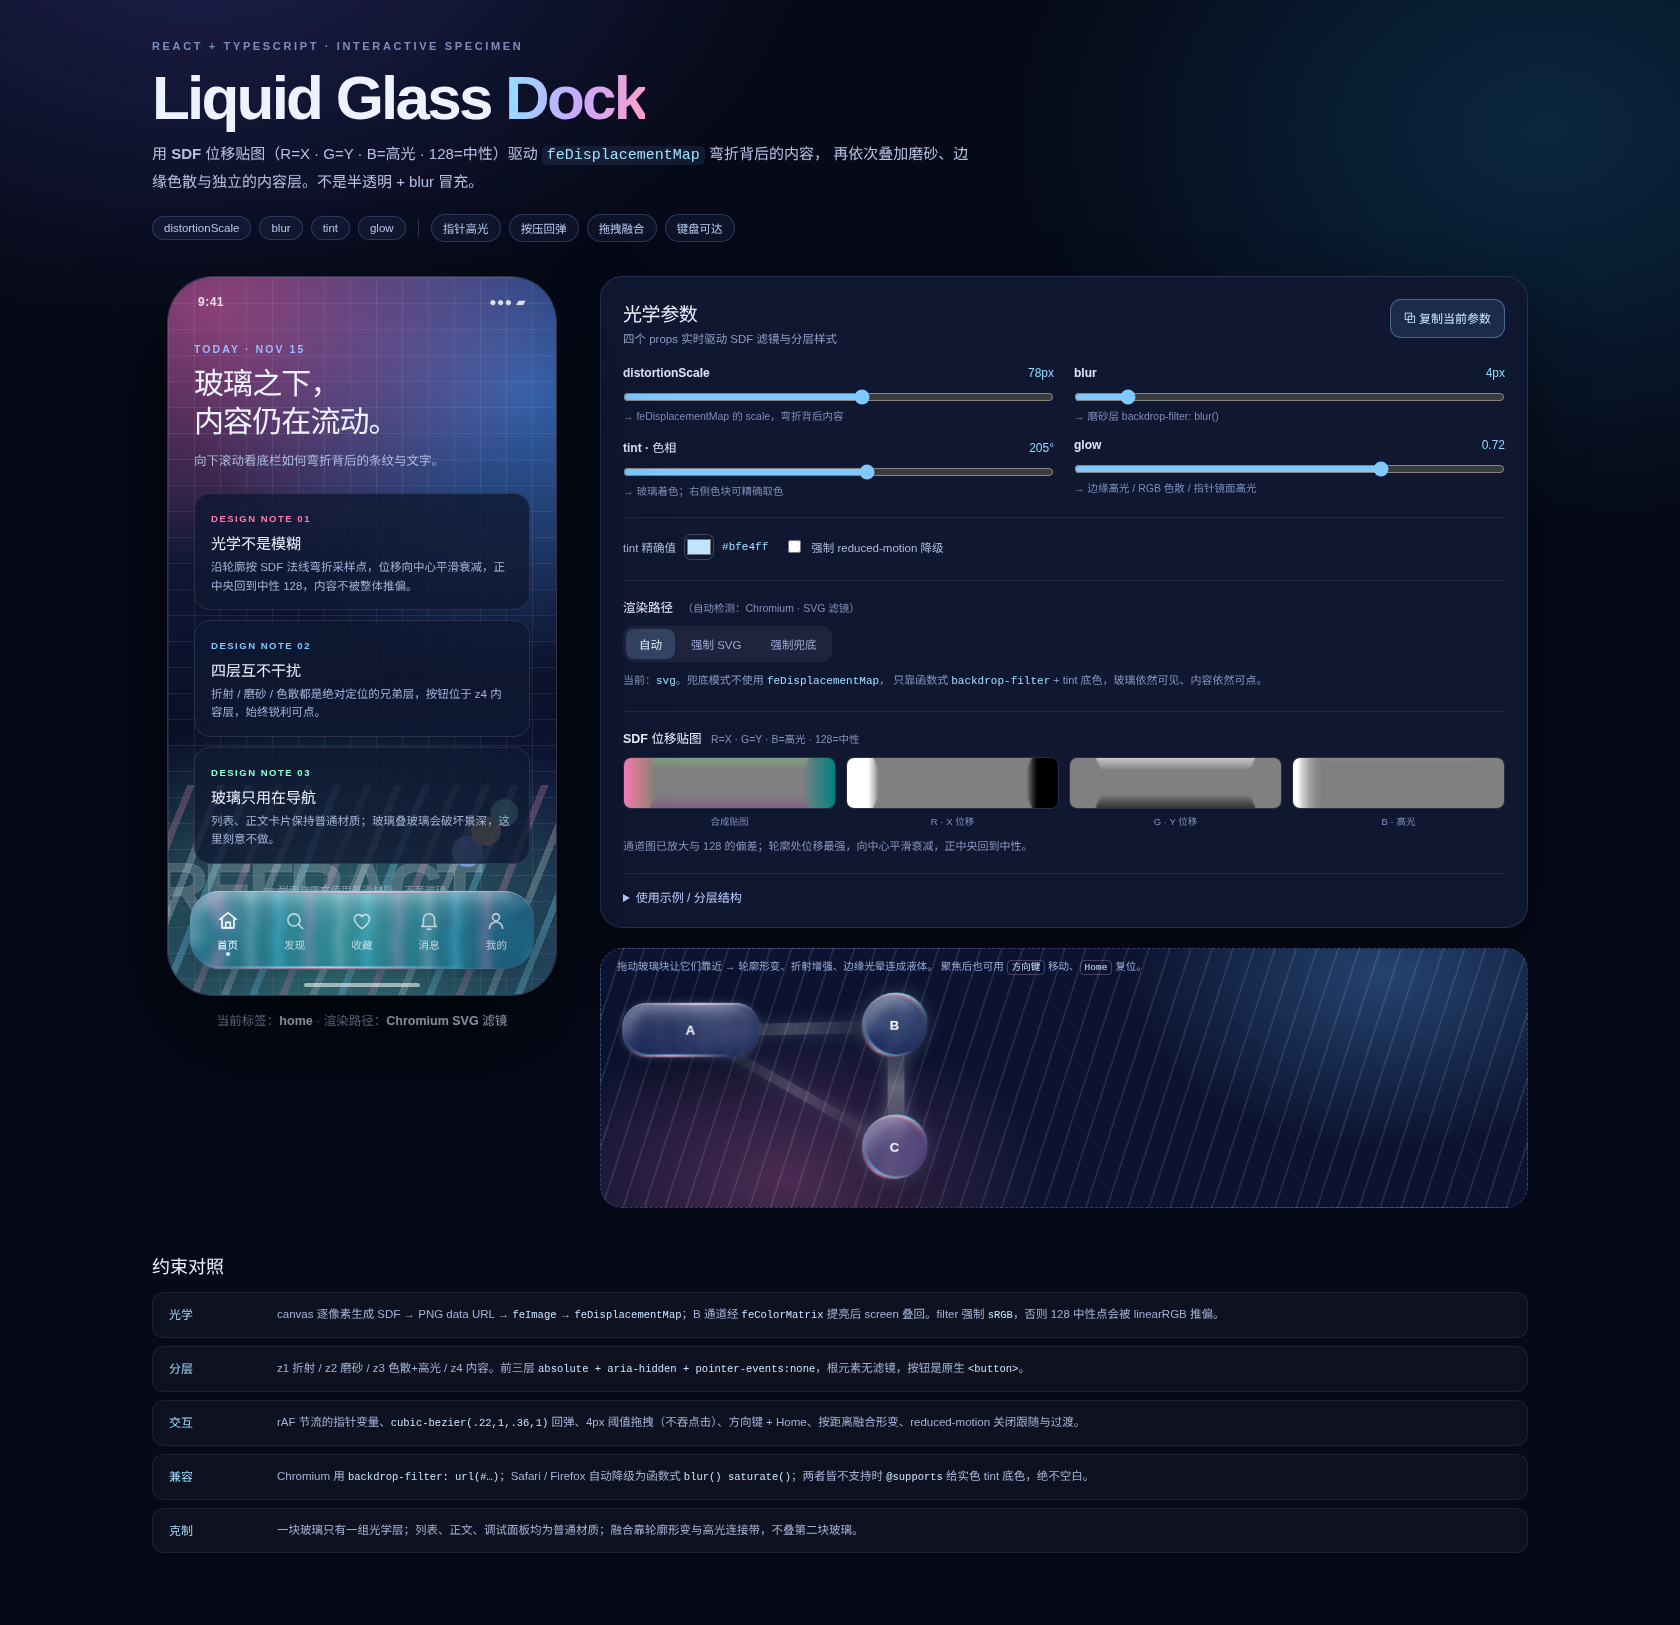 REACT + TYPESCRIPT · INTERACTIVE SPECIMEN
Liquid Glass Dock
用 SDF 位移贴图（R=X · G=Y · B=高光 · 128=中性）驱动 feDisplacementMap 弯折背后的内容， 再依次叠加磨砂、边
缘色散与独立的内容层。不是半透明 + blur 冒充。
distortionScale blur tint glow 指针高光 按压回弹 拖拽融合 键盘可达
9:41
TODAY · NOV 15
玻璃之下，
内容仍在流动。
向下滚动看底栏如何弯折背后的条纹与文字。
DESIGN NOTE 01
光学不是模糊
沿轮廓按 SDF 法线弯折采样点，位移向中心平滑衰减，正
中央回到中性 128，内容不被整体推偏。
DESIGN NOTE 02
四层互不干扰
折射 / 磨砂 / 色散都是绝对定位的兄弟层，按钮位于 z4 内
容层，始终锐利可点。
DESIGN NOTE 03
玻璃只用在导航
列表、正文卡片保持普通材质；玻璃叠玻璃会破坏景深，这
里刻意不做。
REFRACT
首页 发现 收藏 消息 我的
当前标签：home · 渲染路径：Chromium SVG 滤镜
光学参数
四个 props 实时驱动 SDF 滤镜与分层样式
复制当前参数
distortionScale 78px
→ feDisplacementMap 的 scale，弯折背后内容
blur 4px
→ 磨砂层 backdrop-filter: blur()
tint · 色相 205°
→ 玻璃着色；右侧色块可精确取色
glow 0.72
→ 边缘高光 / RGB 色散 / 指针镜面高光
tint 精确值 #bfe4ff 强制 reduced-motion 降级
渲染路径 （自动检测：Chromium · SVG 滤镜）
自动 强制 SVG 强制兜底
当前：svg。兜底模式不使用 feDisplacementMap， 只靠函数式 backdrop-filter + tint 底色，玻璃依然可见、内容依然可点。
SDF 位移贴图 R=X · G=Y · B=高光 · 128=中性
合成贴图 R · X 位移 G · Y 位移 B · 高光
通道图已放大与 128 的偏差；轮廓处位移最强，向中心平滑衰减，正中央回到中性。
使用示例 / 分层结构
拖动玻璃块让它们靠近 → 轮廓形变、折射增强、边缘光晕连成液体。 聚焦后也可用 方向键 移动、 Home 复位。
A
B
C
约束对照
光学 canvas 逐像素生成 SDF → PNG data URL → feImage → feDisplacementMap；B 通道经 feColorMatrix 提亮后 screen 叠回。filter 强制 sRGB，否则 128 中性点会被 linearRGB 推偏。
分层 z1 折射 / z2 磨砂 / z3 色散+高光 / z4 内容。前三层 absolute + aria-hidden + pointer-events:none，根元素无滤镜，按钮是原生 <button>。
交互 rAF 节流的指针变量、cubic-bezier(.22,1,.36,1) 回弹、4px 阈值拖拽（不吞点击）、方向键 + Home、按距离融合形变、reduced-motion 关闭跟随与过渡。
兼容 Chromium 用 backdrop-filter: url(#…)；Safari / Firefox 自动降级为函数式 blur() saturate()；两者皆不支持时 @supports 给实色 tint 底色，绝不空白。
克制 一块玻璃只有一组光学层；列表、正文、调试面板均为普通材质；融合靠轮廓形变与高光连接带，不叠第二块玻璃。